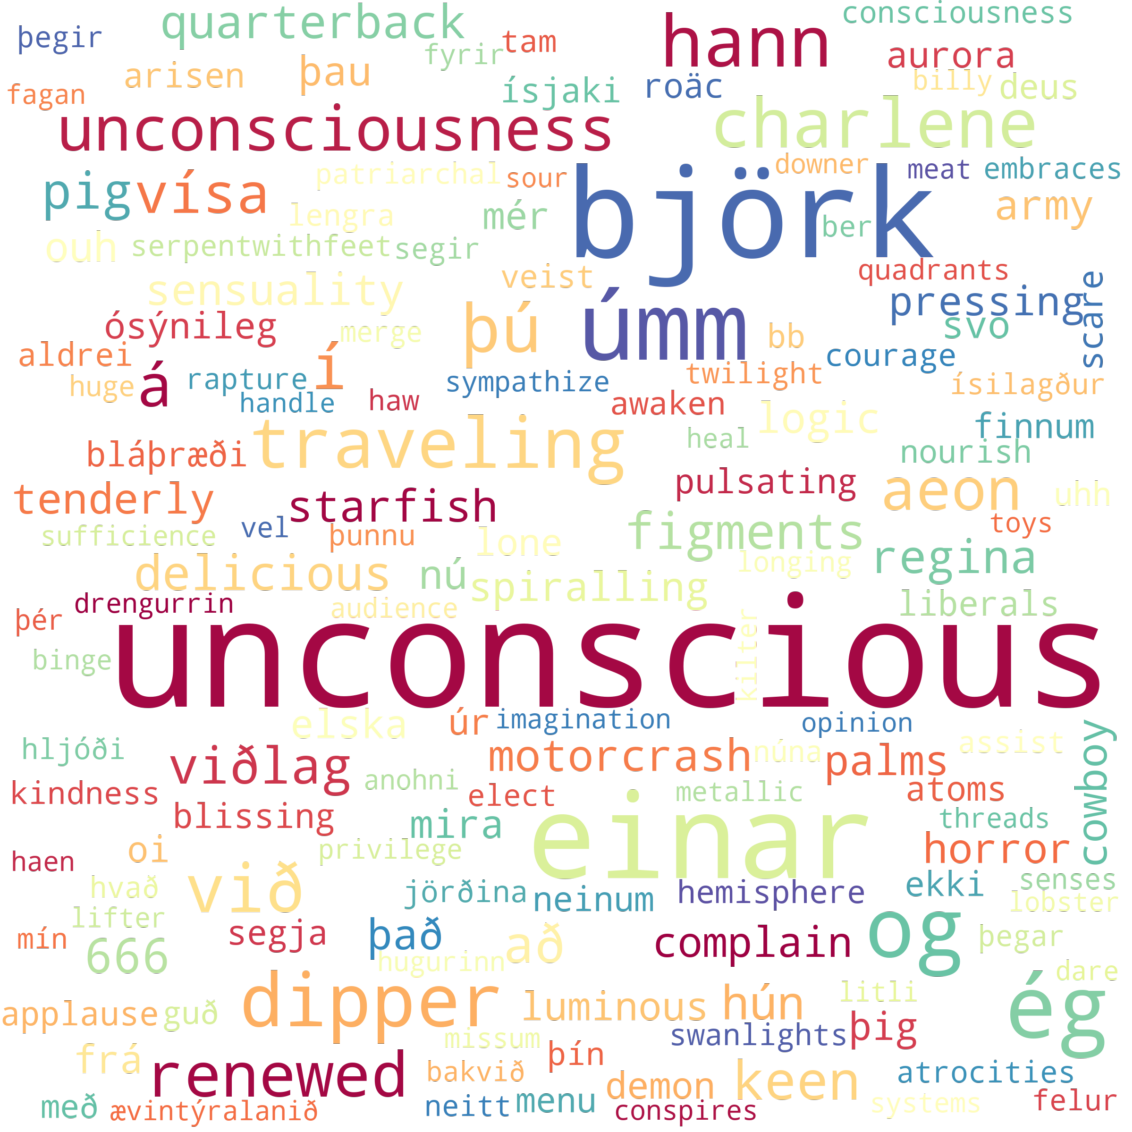 quarterback
consciousness
þegir
tam
hann
aurora
fyrir
arisen
þau
ísjaki
roäc
billy
deus
fagan
unconsciousness
charlene
patriarchal
sour
björk
downer
meat
embraces
pig
vísa
lengra
mér
ber
army
ouh
serpentwithfeet
segir
veist
quadrants
sensuality
pressing
scare
ósýnileg
merge
þú
úmm
bb
svo
aldrei
courage
huge
rapture
í
á
sympathize
twilight
ísilagður
handle
haw
awaken
logic
finnum
traveling
heal
nourish
bláþræði
pulsating
aeon
uhh
tenderly
starfish
figments
toys
sufficience
vel
þunnu
lone
longing
regina
delicious
nú
spiralling
liberals
drengurrin
audience
þér
unconscious
kilter
binge
elska
úr
imagination
opinion
cowboy
hljóði
viðlag
motorcrash
núna
palms
assist
kindness
anohni
elect
metallic
atoms
blissing
mira
einar
threads
haen
oi
privilege
horror
hvað
við
jörðina
neinum
hemisphere
ekki
senses
lobster
lifter
mín
segja
það
að
complain
og
þegar
666
hugurinn
dare
applause
guð
dipper
luminous
hún
litli
ég
missum
swanlights
þig
frá
renewed
bakvið
þín
demon
keen
atrocities
með
ævintýralanið
neitt
menu
conspires
systems
felur